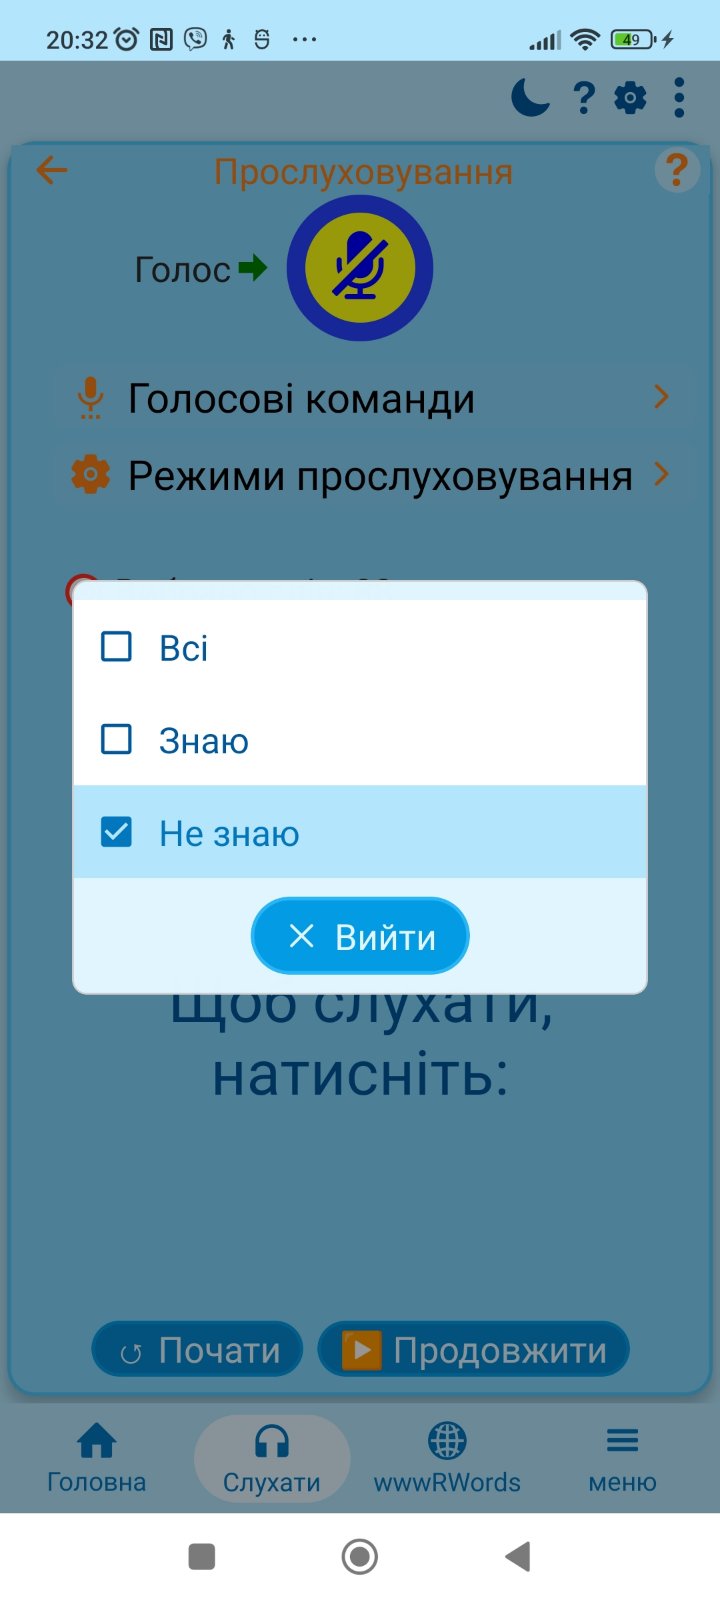 20:32
49
?
Прослуховування
?
Голос
Голосові команди
Режими прослуховування
Всі
Знаю
Не знаю
Вийти
Щоб слухати,
натисніть:
Почати
Продовжити
Головна
Слухати
wwwRWords
меню